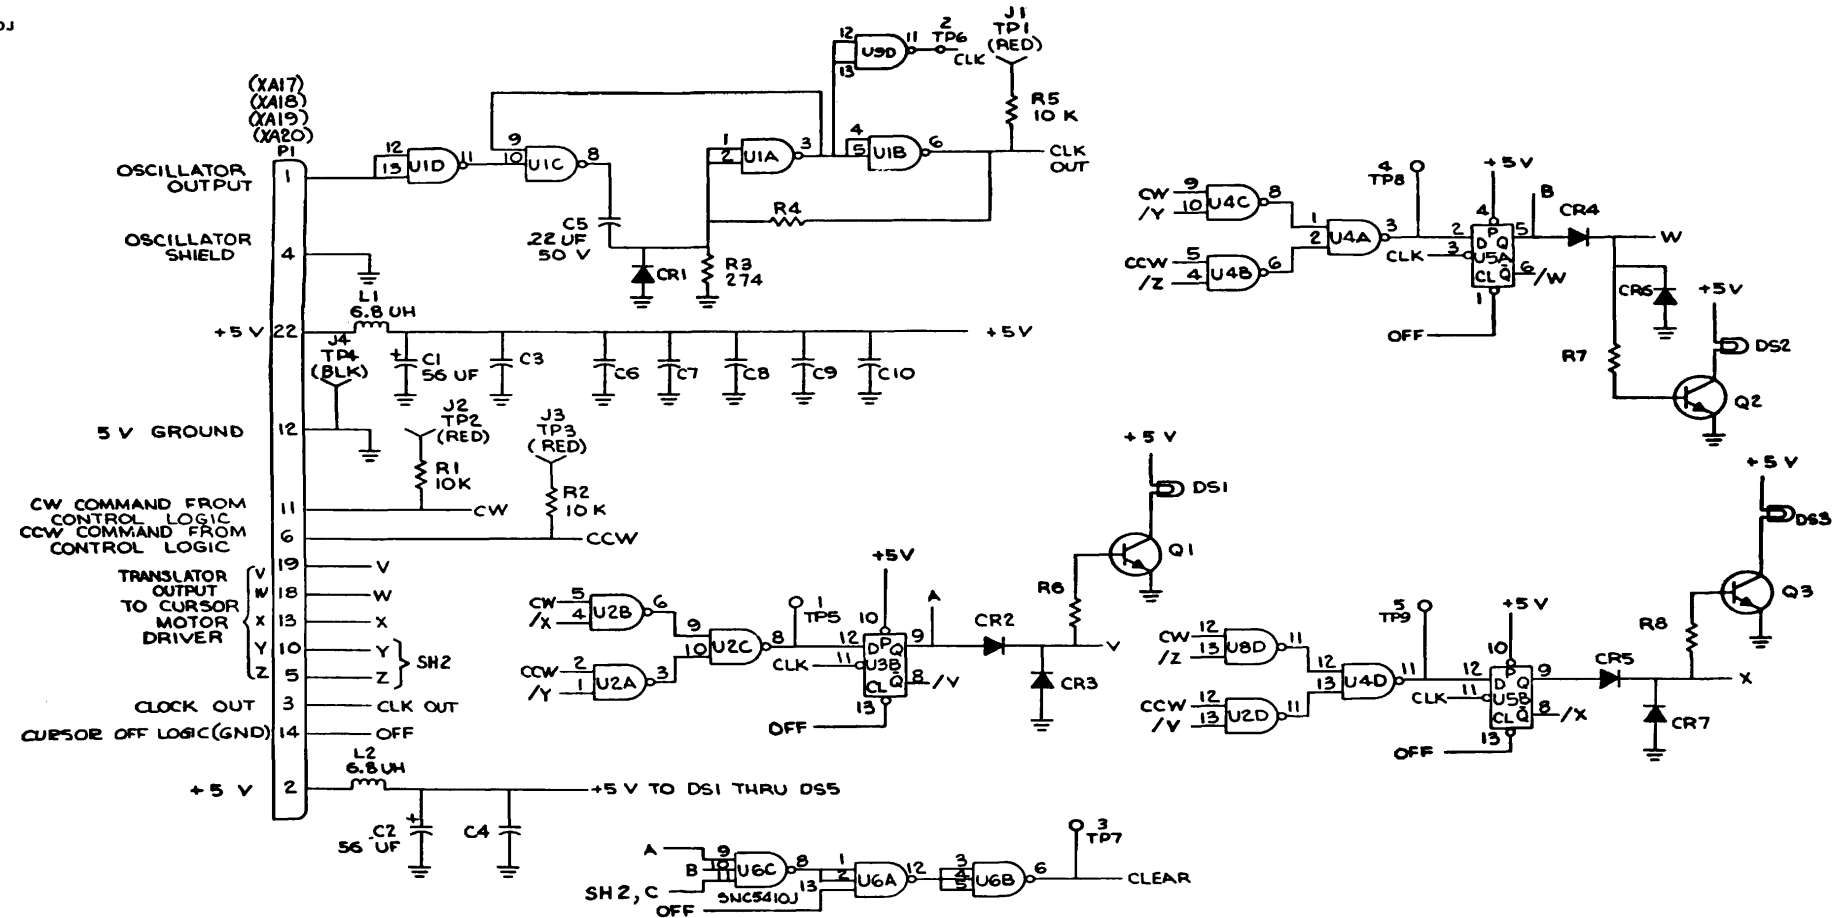 (XA17)
(XA18)
(XA19)
(XA20)
P1
OSCILLATOR
OUTPUT
1
OSCILLATOR
SHIELD
4
+5 V
22
L1
6.8 UH
J4
TP4
(BLK)
5 V GROUND
12
CW COMMAND FROM
CONTROL LOGIC
11
CW
CCW COMMAND FROM
CONTROL LOGIC
6
CCW
TRANSLATOR
OUTPUT
TO CURSOR
MOTOR
DRIVER
V 19 V
W 18 W
X 13 X
Y 10 Y
Z 5 Z
SH2
CLOCK OUT 3 CLK OUT
CURSOR OFF LOGIC(GND) 14 OFF
+5 V 2
L2
6.8 UH
+5 V TO DS1 THRU DS5
C2
56 UF
C4
12
13
U1D
11
9
10
U1C
8
C5
.22 UF
50 V
CR1
R3
274
R4
1
2
U1A
3
4
5
U1B
6
12
13
U9D
11
2
TP6
CLK
J1
TP1
(RED)
R5
10 K
CLK
OUT
C1
56 UF
C3
C6
C7
C8
C9
C10
+5V
J2
TP2
(RED)
R1
10K
J3
TP3
(RED)
R2
10 K
CW 5
/X 4
U2B
6
CCW 2
/Y 1
U2A
3
9
10
U2C
8
1
TP5
+5V
10
12
D P Q
9
CLK 11
U3B
CL Q
8
/V
13
OFF
A
CR2
CR3
V
R6
Q1
DS1
+5 V
A 9
B 10
SH 2, C 11
U6C
8
SNC5410J
OFF
1
2
13
U6A
12
3
4
5
U6B
6
3
TP7
CLEAR
CW 9
/Y 10
U4C
8
CCW 5
/Z 4
U4B
6
1
2
U4A
3
4
TP8
+5 V
4
2
D P Q
5
CLK 3
U5A
CL Q
6
/W
1
OFF
B
CR4
W
CR6
R7
Q2
DS2
+5V
CW 12
/Z 13
U8D
11
CCW 12
/V 13
U2D
11
12
13
U4D
11
5
TP9
+5V
10
12
D P Q
9
CLK 11
U5B
CL Q
8
/X
13
OFF
CR5
CR7
X
R8
Q3
DS3
+5 V